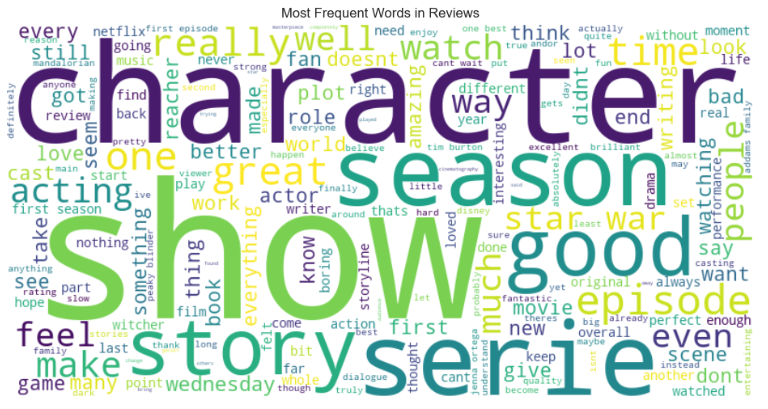 Most Frequent Words in Reviews
every netflix really well watch think lot time look
mandalorian going music never fan doesnt need enjoy
character
definitely anyone got find back review pretty
reacher made strong second plot right different year
amazing way interesting didnt end writing bad real
love seem role everyone world believe tim burton
cast acting one great season people
main start better happen viewer finally little
excellent brilliant absolutely almost may addams family
first season play work actor writer around thats hard disney
drama watching performance set
show
good
star war
something take nothing thing know boring storyline loved
everything book film see part hope slow rating
anything peaky blinder
much done sure say want always casting
original movie episode fantastic perfect enough
story serie
feel make witcher stories last thank long
felt come action first bit best
new theres big already overall maybe even scene
family game many point wednesday though whole far
truly dialogue thought cant understand give keep
jenna ortega quality become another dont instead watched
entertaining
still without moment life
cant wait put true andor quite actually fun gets day
first episode reason making trying
one best seen
cinematography said least yet probably let
dark change others bring isnt